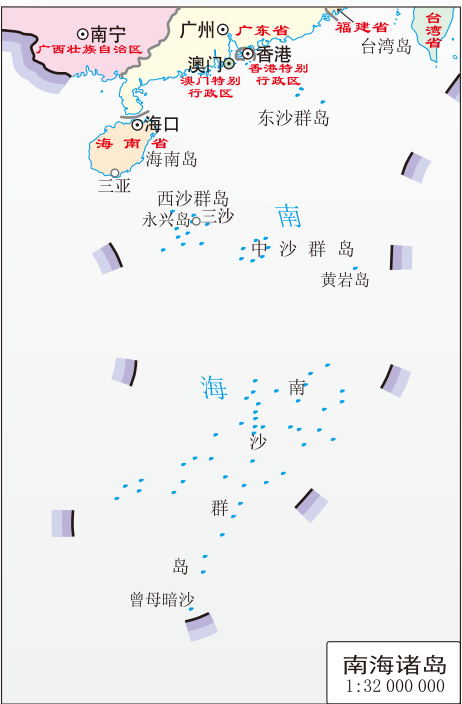 台湾省
广州
广东省
福建省
南宁
广西壮族自治区
台湾岛
香港
澳门
香港特别
行政区
澳门特别
行政区
东沙群岛
海口
海南省
海南岛
三亚
西沙群岛
永兴岛
三沙
南
中沙群岛
黄岩岛
海
南
沙
群
岛
曾母暗沙
南海诸岛
1:32 000 000